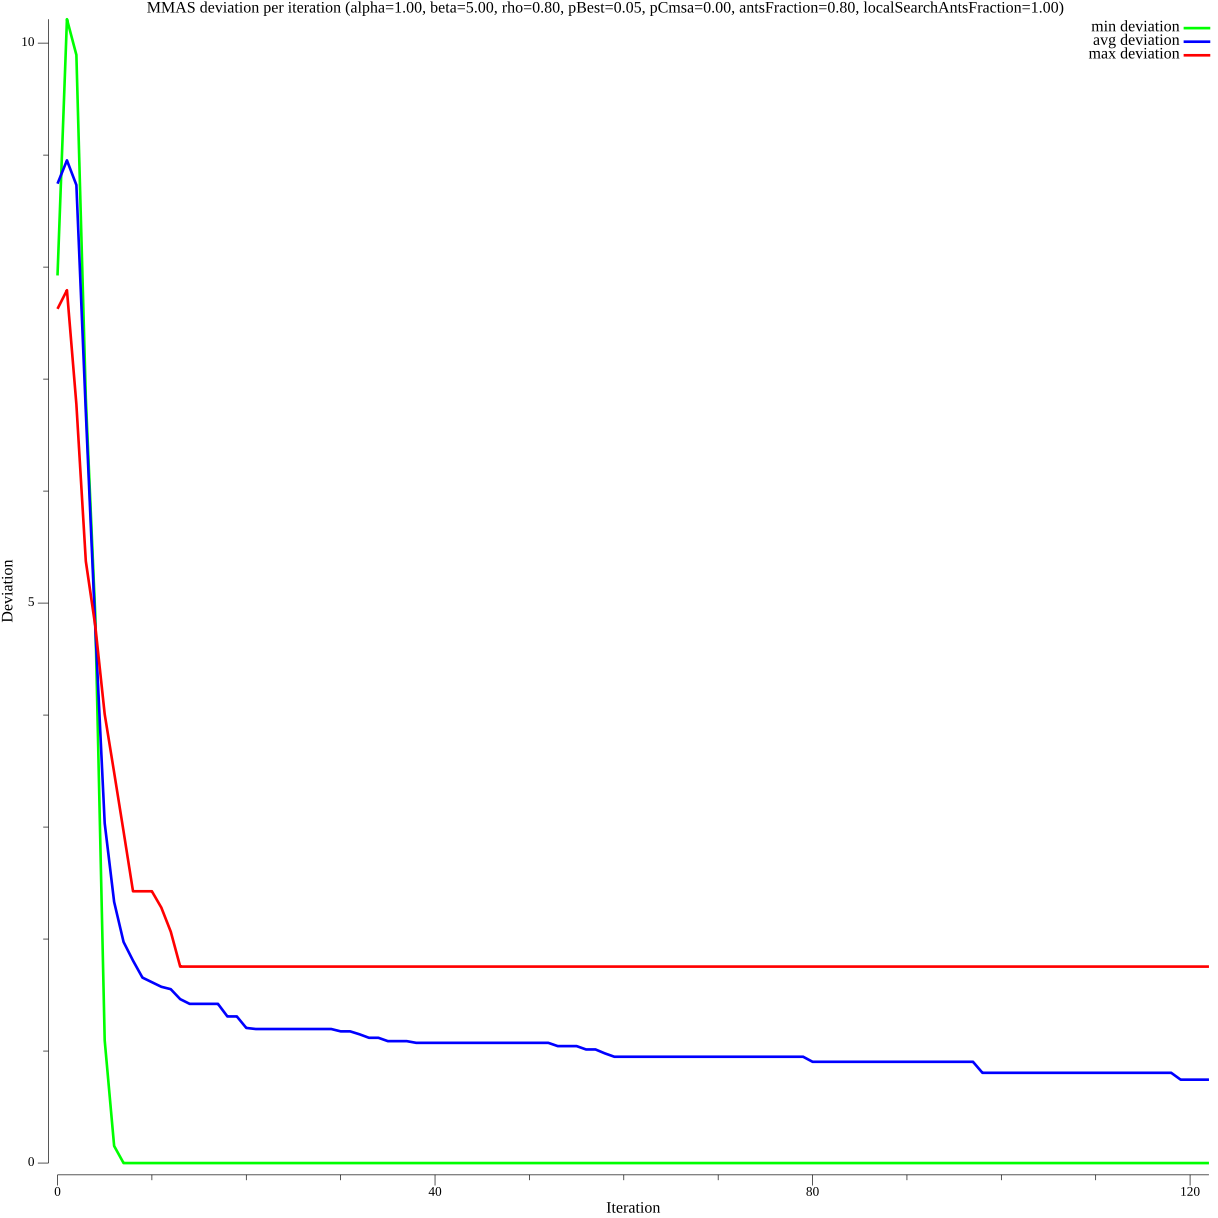 MMAS deviation per iteration (alpha=1.00, beta=5.00, rho=0.80, pBest=0.05, pCmsa=0.00, antsFraction=0.80, localSearchAntsFraction=1.00)
min deviation
avg deviation
max deviation
10
5
0
Deviation
0 40 80 120
Iteration